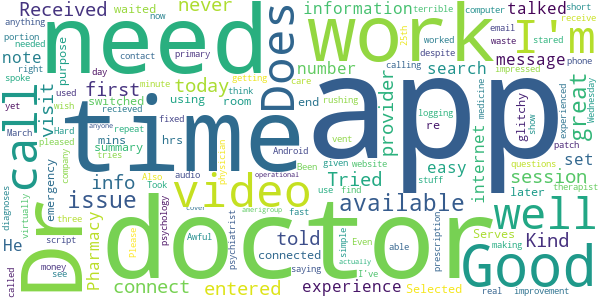 Received
never
information
talked
computer
short
anything
waited
now
terrible
receive
portion
needed
contact
primary
email
worked
waste
stared
note
right
purpose
need
work
I'm
message
despite
25th
impressed
spoke
day
minute
Does
number
calling
visit
yet
used
first
today
getting
care
search
great
phone
call
wish
switched
using
think
room
end
rushing
provider
re
glitchy
experienced
Wednesday
March
recieved
fixed
mins
hrs
logging
medicine
show
Hard
repeat
vent
patch
pleased
anyone
summary
time
app
Android
Been
given
website
easy
internet
questions
set
info
tries
company
Also
Took
audio
use
find
stuff
session
later
therapist
issue
video
Tried
available
well
emergency
virtually
diagnoses
Dr
Pharmacy
physician
psychology
operational
cover
amerigroup
fast
Even
able
Serves
making
He
three
Please
Awful
psychiatrist
told
connected
simple
I've
prescription
Kind
script
doctor
saying
actually
Good
called
money
see
connect
entered
experience
Selected
real
improvement